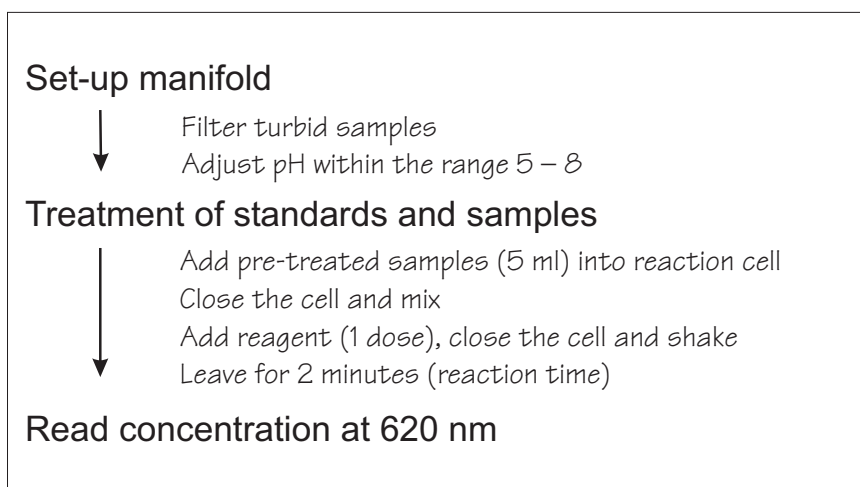 Set-up manifold
Filter turbid samples
Adjust pH within the range 5 – 8
Treatment of standards and samples
Add pre-treated samples (5 ml) into reaction cell
Close the cell and mix
Add reagent (1 dose), close the cell and shake
Leave for 2 minutes (reaction time)
Read concentration at 620 nm